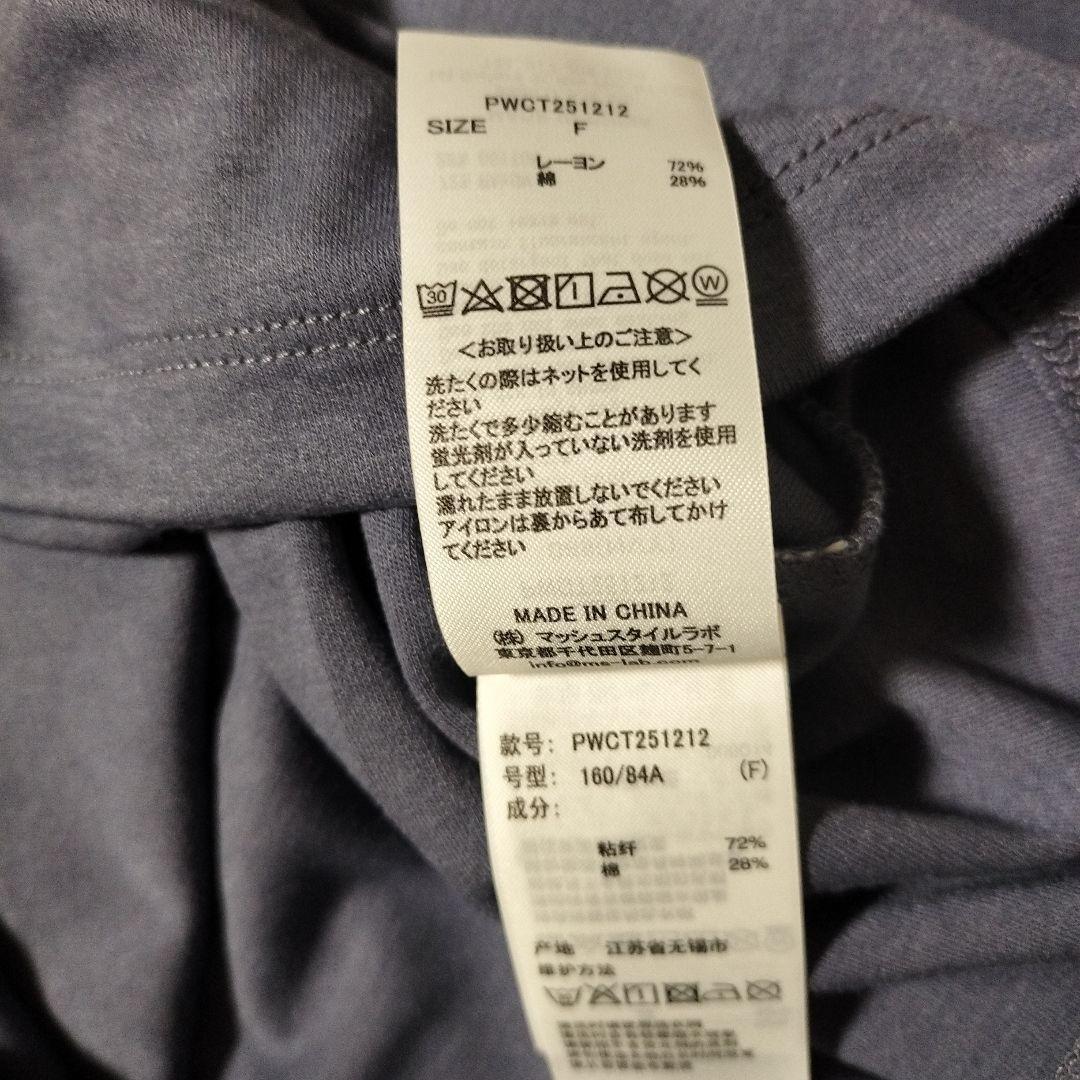 PWCT251212
SIZE F
レーヨン 72%
綿 28%
30 W
<お取り扱い上のご注意>
洗たくの際はネットを使用してく
ださい
洗たくで多少縮むことがあります
蛍光剤が入っていない洗剤を使用
してください
濡れたまま放置しないでください
アイロンは裏からあて布してかけ
てください
MADE IN CHINA
(株) マッシュスタイルラボ
東京都千代田区麹町5-7-1
info@ms-lab.com
款号: PWCT251212
号型: 160/84A (F)
成分:
粘纤 72%
棉 28%
产地 江苏省无锡市
维护方法